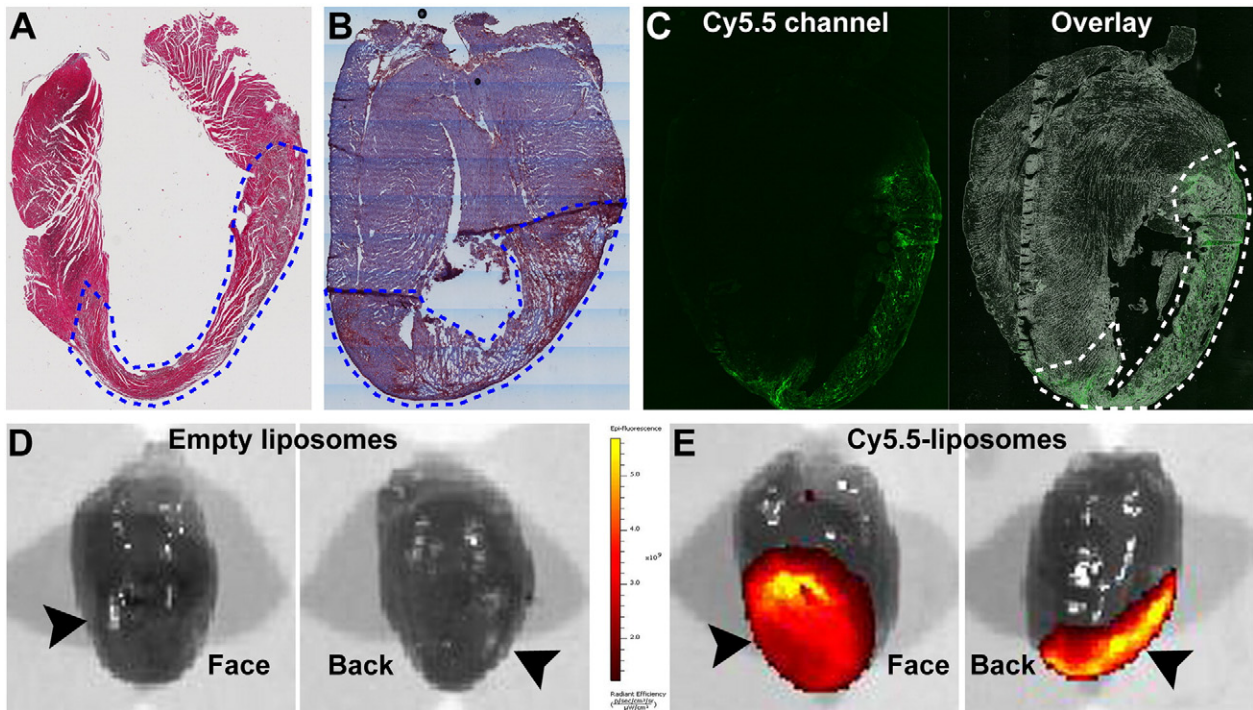 A
B
C
Cy5.5 channel
Overlay
D
Empty liposomes
Face
Back
Epi-fluorescence
5.0
4.0
x10⁹
3.0
2.0
Radiant Efficiency
E
Cy5.5-liposomes
Face
Back